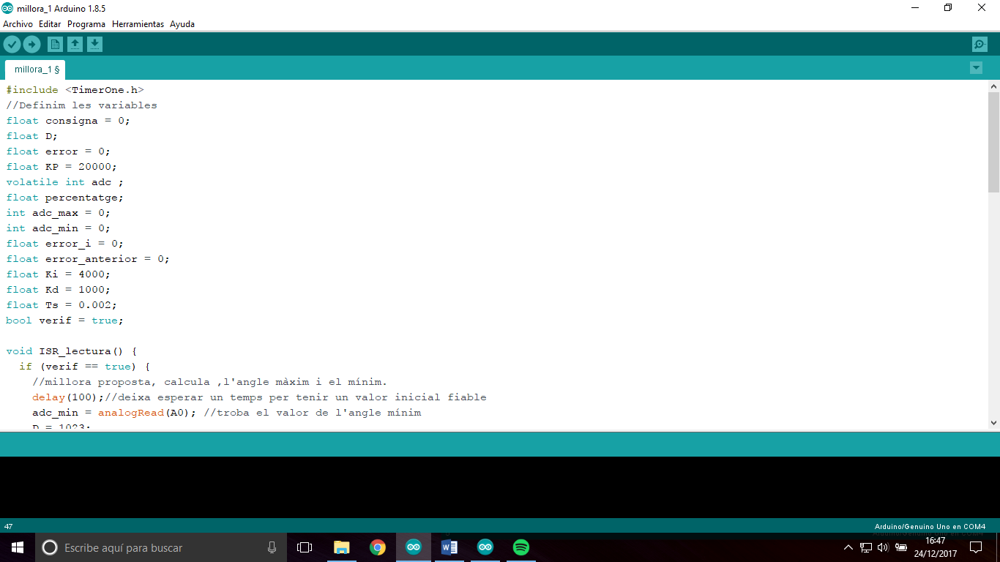 millora_1 Arduino 1.8.5
Archivo Editar Programa Herramientas Ayuda
millora_1 §
#include <TimerOne.h>
//Definim les variables
float consigna = 0;
float D;
float error = 0;
float KP = 20000;
volatile int adc ;
float percentatge;
int adc_max = 0;
int adc_min = 0;
float error_i = 0;
float error_anterior = 0;
float Ki = 4000;
float Kd = 1000;
float Ts = 0.002;
bool verif = true;
void ISR_lectura() {
if (verif == true) {
//millora proposta, calcula ,l'angle màxim i el mínim.
delay(100);//deixa esperar un temps per tenir un valor inicial fiable
adc_min = analogRead(A0); //troba el valor de l'angle mínim
D = 1023;
47
Arduino/Genuino Uno en COM4
Escribe aquí para buscar
16:47
24/12/2017